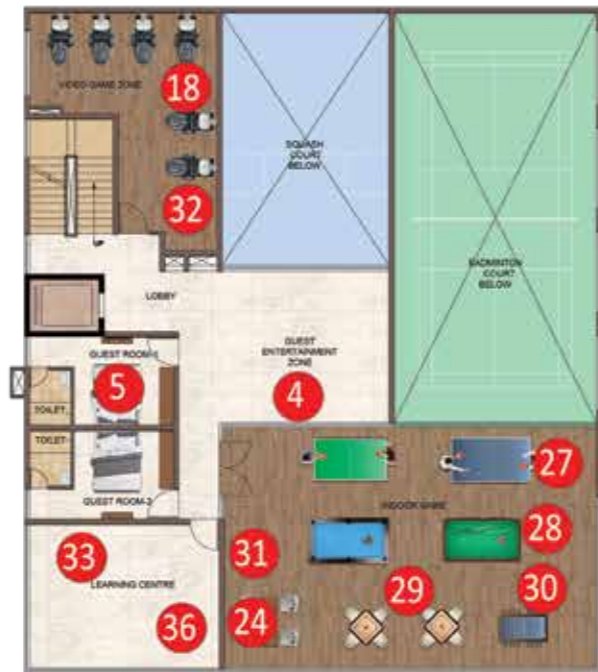 VIDEO GAME ZONE
18
32
SQUASH
COURT
BELOW
BADMINTON
COURT
BELOW
LOBBY
GUEST
ENTERTAINMENT
ZONE
4
GUEST ROOM-1
5
TOILET
TOILET
GUEST ROOM-2
27
INDOOR GAME
28
31
33
LEARNING CENTRE
29
30
24
36